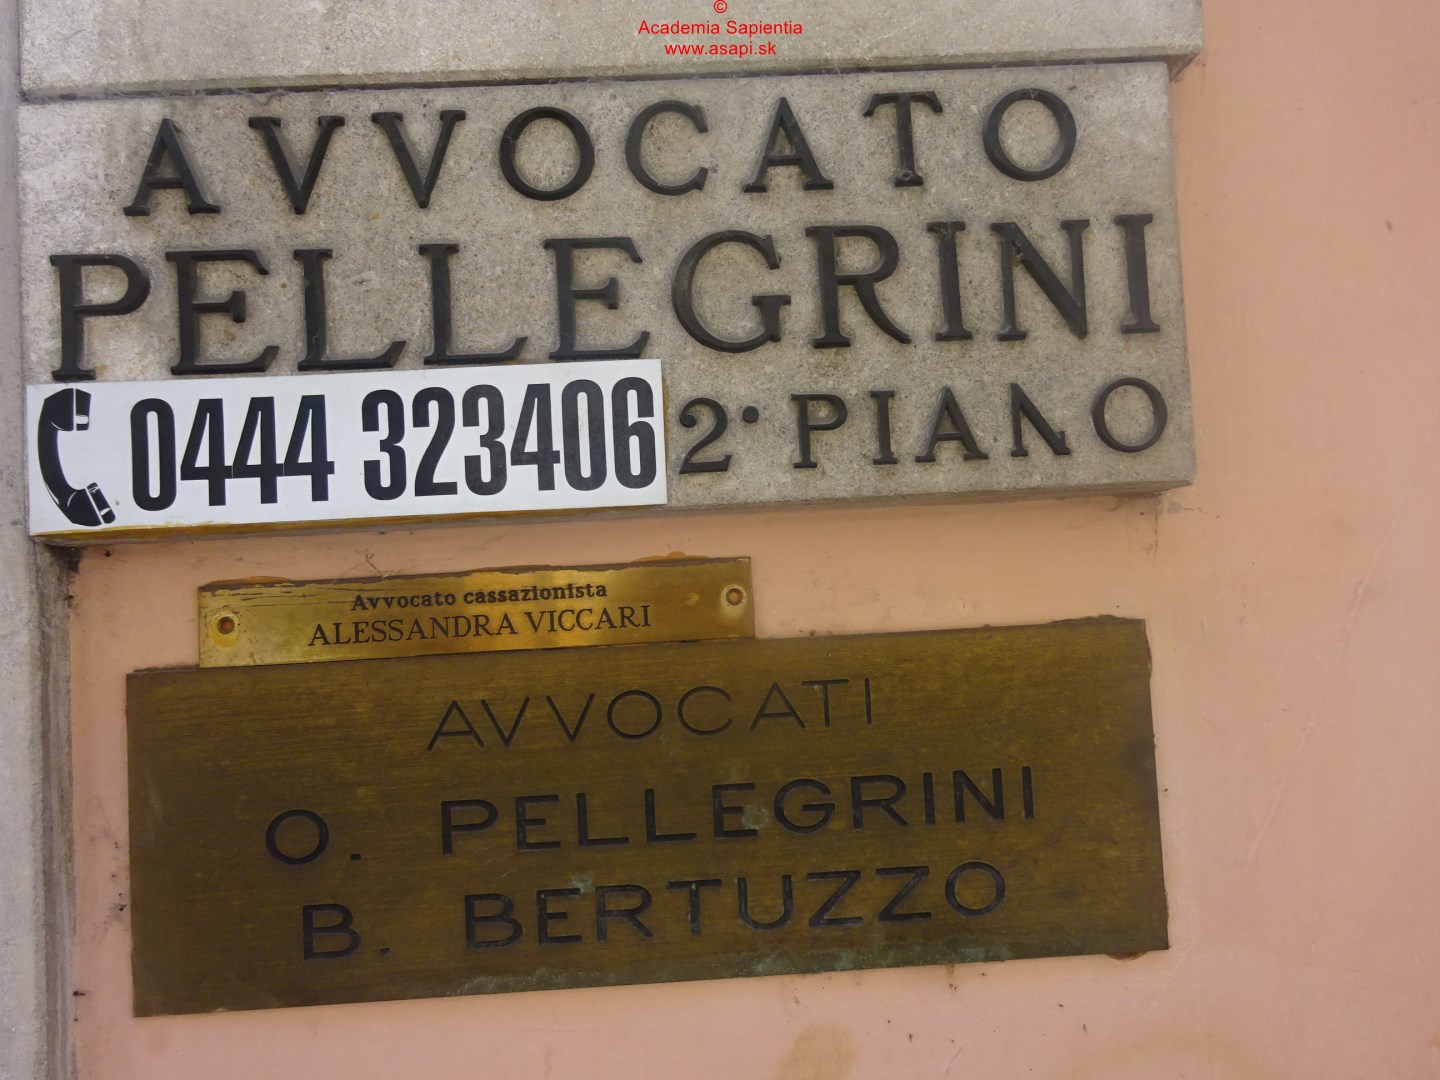 ©
Academia Sapientia
www.asapi.sk
AVVOCATO
PELLEGRINI
0444 323406
2° PIANO
Avvocato cassazionista
ALESSANDRA VICCARI
AVVOCATI
O. PELLEGRINI
B. BERTUZZO